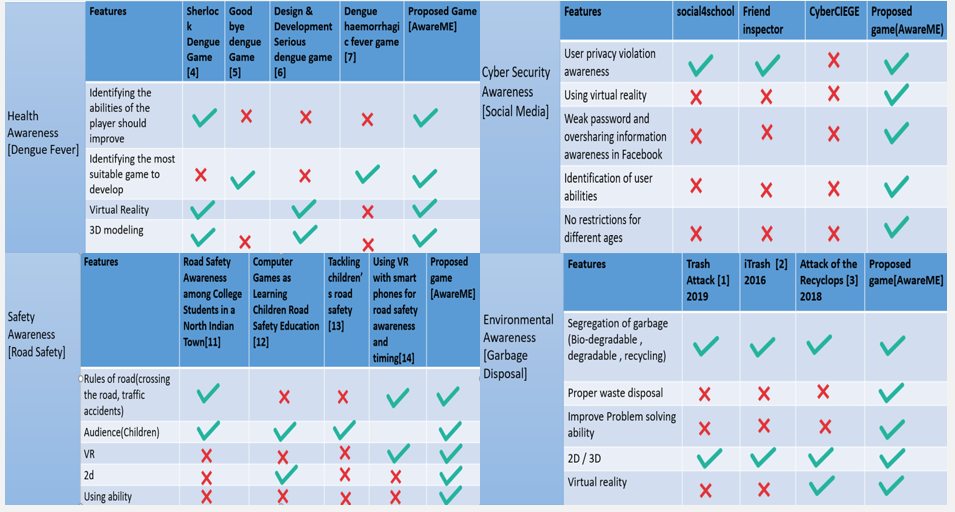 Health
Awareness
[Dengue Fever]
Features
Sherloc
k
Dengue
Game
[4]
Good
bye
dengue
Game
[5]
Design &
Development
Serious
dengue game
[6]
Dengue
haemorrhagi
c fever game
[7]
Proposed Game
[AwareME]
Identifying the
abilities of the
player should
improve
Identifying the most
suitable game to
develop
Virtual Reality
3D modeling
Cyber Security
Awareness
[Social Media]
Features
social4school
Friend
inspector
CyberCIEGE
Proposed
game(AwareME)
User privacy violation
awareness
Using virtual reality
Weak password and
oversharing information
awareness in Facebook
Identification of user
abilities
No restrictions for
different ages
Safety
Awareness
[Road Safety]
Features
Road Safety
Awareness
among College
Students in a
North Indian
Town[11]
Computer
Games as
Learning
Children Road
Safety Education
[12]
Tackling
children'
s road
safety
[13]
Using VR
with smart
phones for
road safety
awareness
and
timing[14]
Proposed
game
[AwareME]
Rules of road(crossing
the road, traffic
accidents)
Audience(Children)
VR
2d
Using ability
Environmental
Awareness
[Garbage
Disposal]
Features
Trash
Attack [1]
2019
iTrash [2]
2016
Attack of the
Recyclops [3]
2018
Proposed
game(AwareME]
Segregation of garbage
(Bio-degradable ,
degradable , recycling)
Proper waste disposal
Improve Problem solving
ability
2D / 3D
Virtual reality